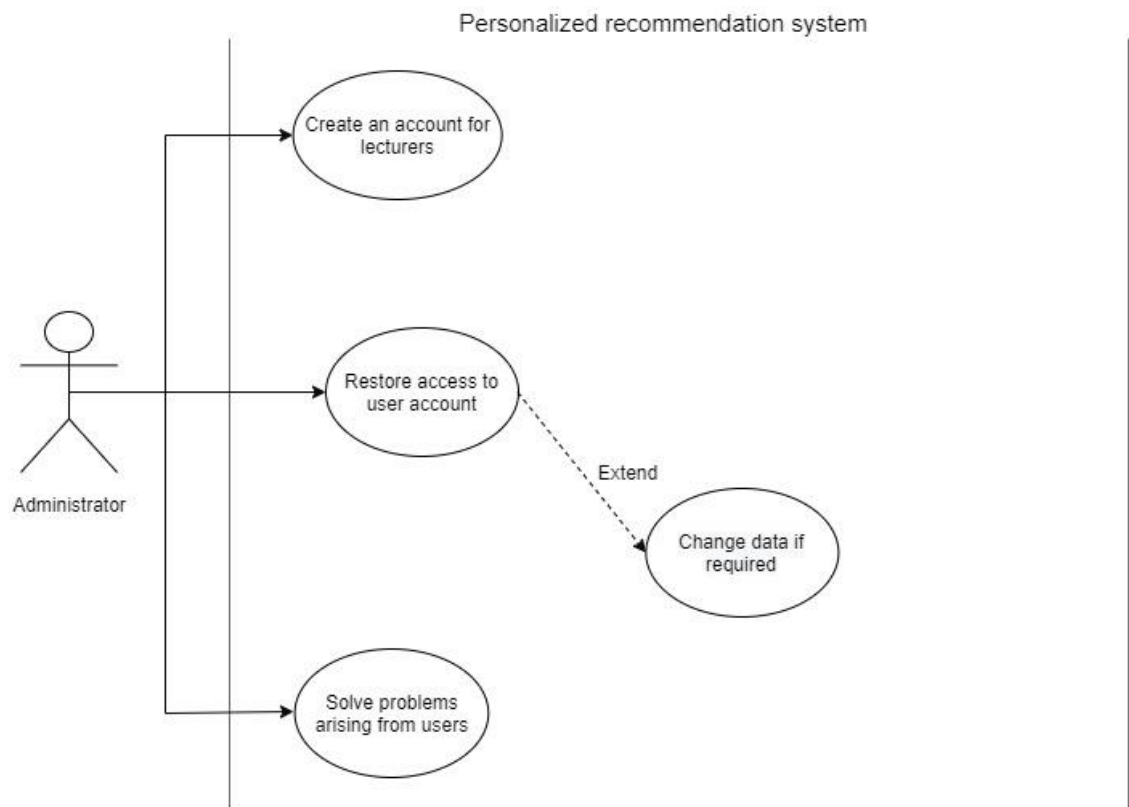 Personalized recommendation system
Create an account for
lecturers
Restore access to
user account
Extend
Administrator
Change data if
required
Solve problems
arising from users